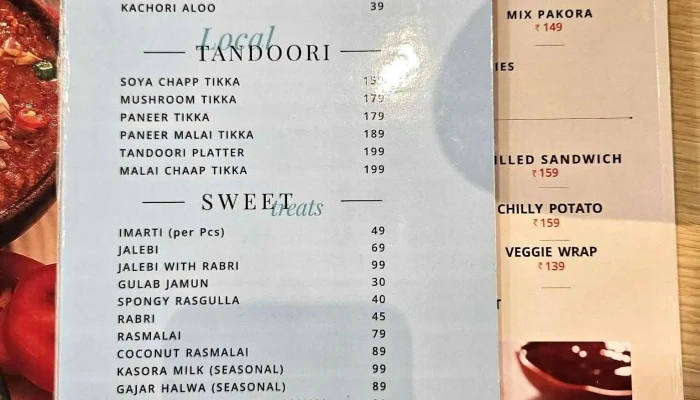 KACHORI ALOO 39
Local
TANDOORI
SOYA CHAPP TIKKA
MUSHROOM TIKKA 179
PANEER TIKKA 179
PANEER MALAI TIKKA 189
TANDOORI PLATTER 199
MALAI CHAAP TIKKA 199
SWEET
treats
IMARTI (per Pcs) 49
JALEBI 69
JALEBI WITH RABRI 99
GULAB JAMUN 30
SPONGY RASGULLA 40
RABRI 45
RASMALAI 79
COCONUT RASMALAI 89
KASORA MILK (SEASONAL) 99
GAJAR HALWA (SEASONAL) 89
MIX PAKORA
₹149
IES
ILLED SANDWICH
₹159
CHILLY POTATO
₹159
VEGGIE WRAP
₹139
T